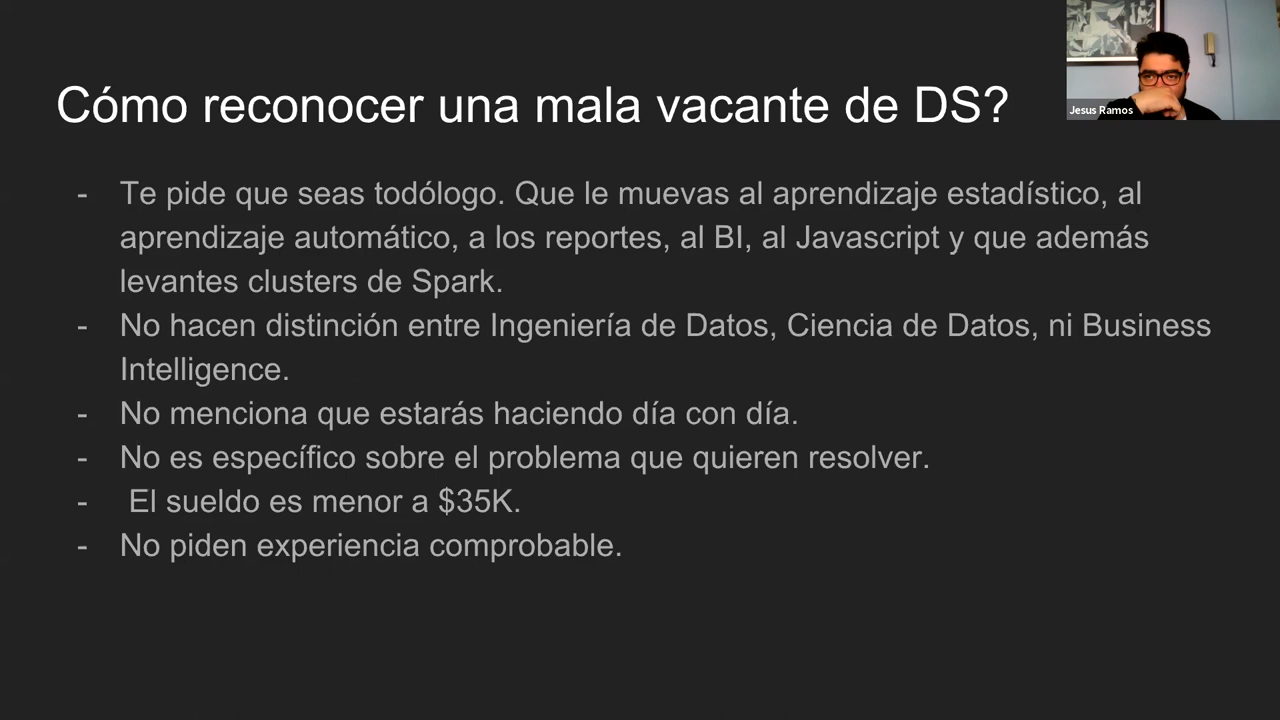 Cómo reconocer una mala vacante de DS?
Jesus Ramos
- Te pide que seas todólogo. Que le muevas al aprendizaje estadístico, al
aprendizaje automático, a los reportes, al BI, al Javascript y que además
levantes clusters de Spark.
- No hacen distinción entre Ingeniería de Datos, Ciencia de Datos, ni Business
Intelligence.
- No menciona que estarás haciendo día con día.
- No es específico sobre el problema que quieren resolver.
- El sueldo es menor a $35K.
- No piden experiencia comprobable.